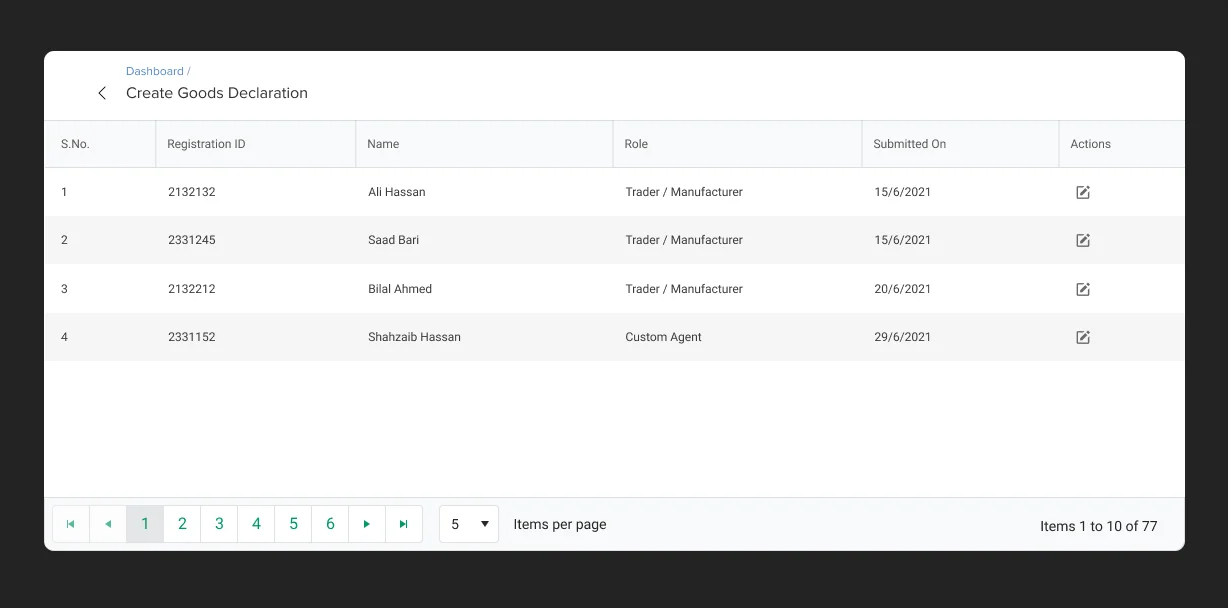 Dashboard /
Create Goods Declaration
S.No. Registration ID Name Role Submitted On Actions
1 2132132 Ali Hassan Trader / Manufacturer 15/6/2021
2 2331245 Saad Bari Trader / Manufacturer 15/6/2021
3 2132212 Bilal Ahmed Trader / Manufacturer 20/6/2021
4 2331152 Shahzaib Hassan Custom Agent 29/6/2021
1 2 3 4 5 6 5 Items per page Items 1 to 10 of 77